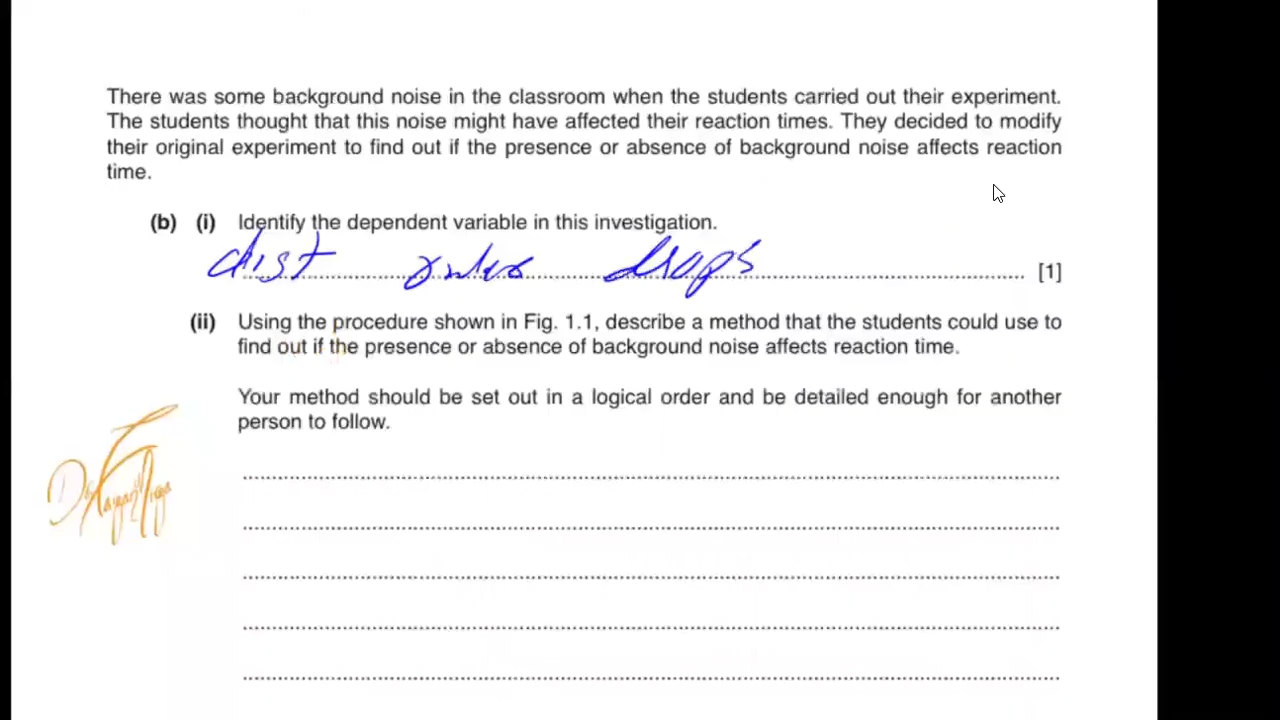 There was some background noise in the classroom when the students carried out their experiment.
The students thought that this noise might have affected their reaction times. They decided to modify
their original experiment to find out if the presence or absence of background noise affects reaction
time.
(b) (i) Identify the dependent variable in this investigation.
dist ruler drops
[1]
(ii) Using the procedure shown in Fig. 1.1, describe a method that the students could use to
find out if the presence or absence of background noise affects reaction time.
Your method should be set out in a logical order and be detailed enough for another
person to follow.